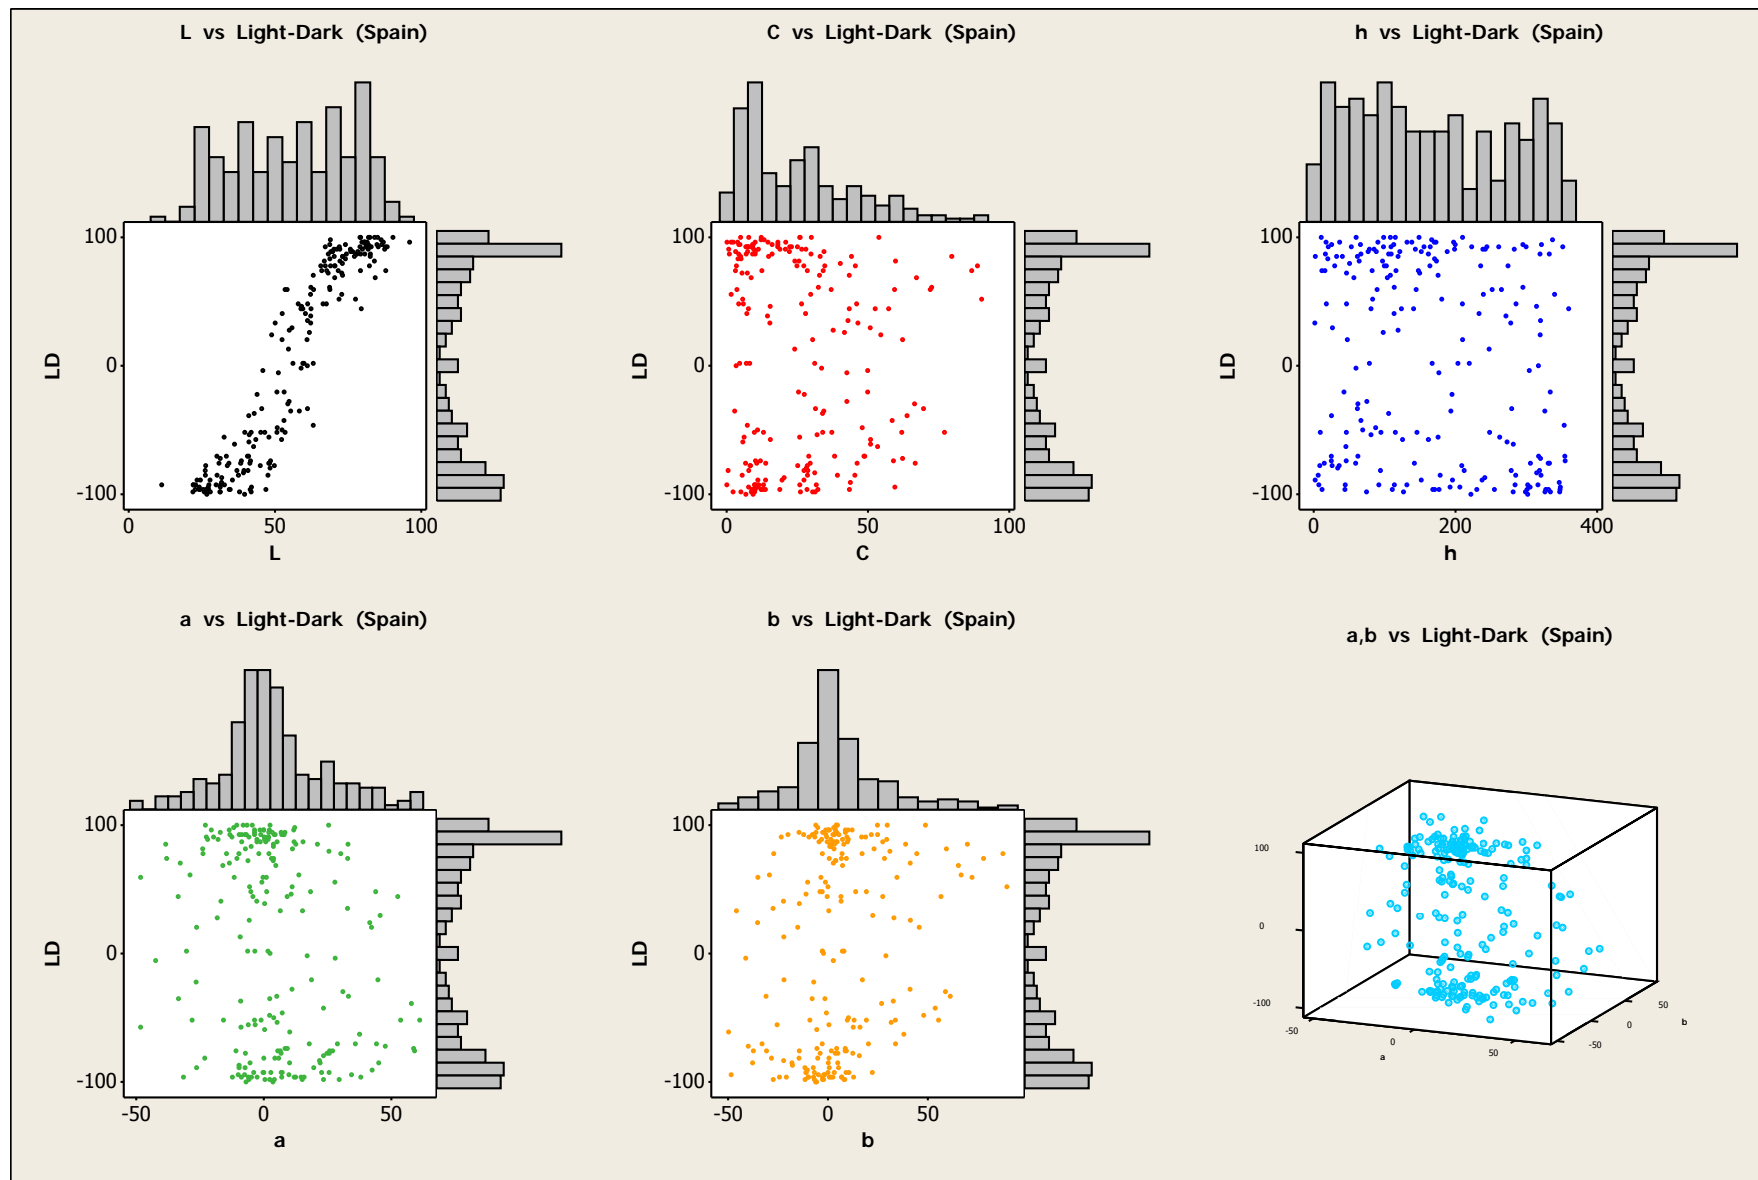 L vs Light-Dark (Spain)
C vs Light-Dark (Spain)
h vs Light-Dark (Spain)
100
0
-100
LD
0
50
100
L
100
0
-100
LD
0
50
100
C
100
0
-100
LD
0
200
400
h
a vs Light-Dark (Spain)
b vs Light-Dark (Spain)
a,b vs Light-Dark (Spain)
100
0
-100
LD
-50
0
50
a
100
0
-100
LD
-50
0
50
b
100
0
-100
-50
0
50
a
-50
0
50
b